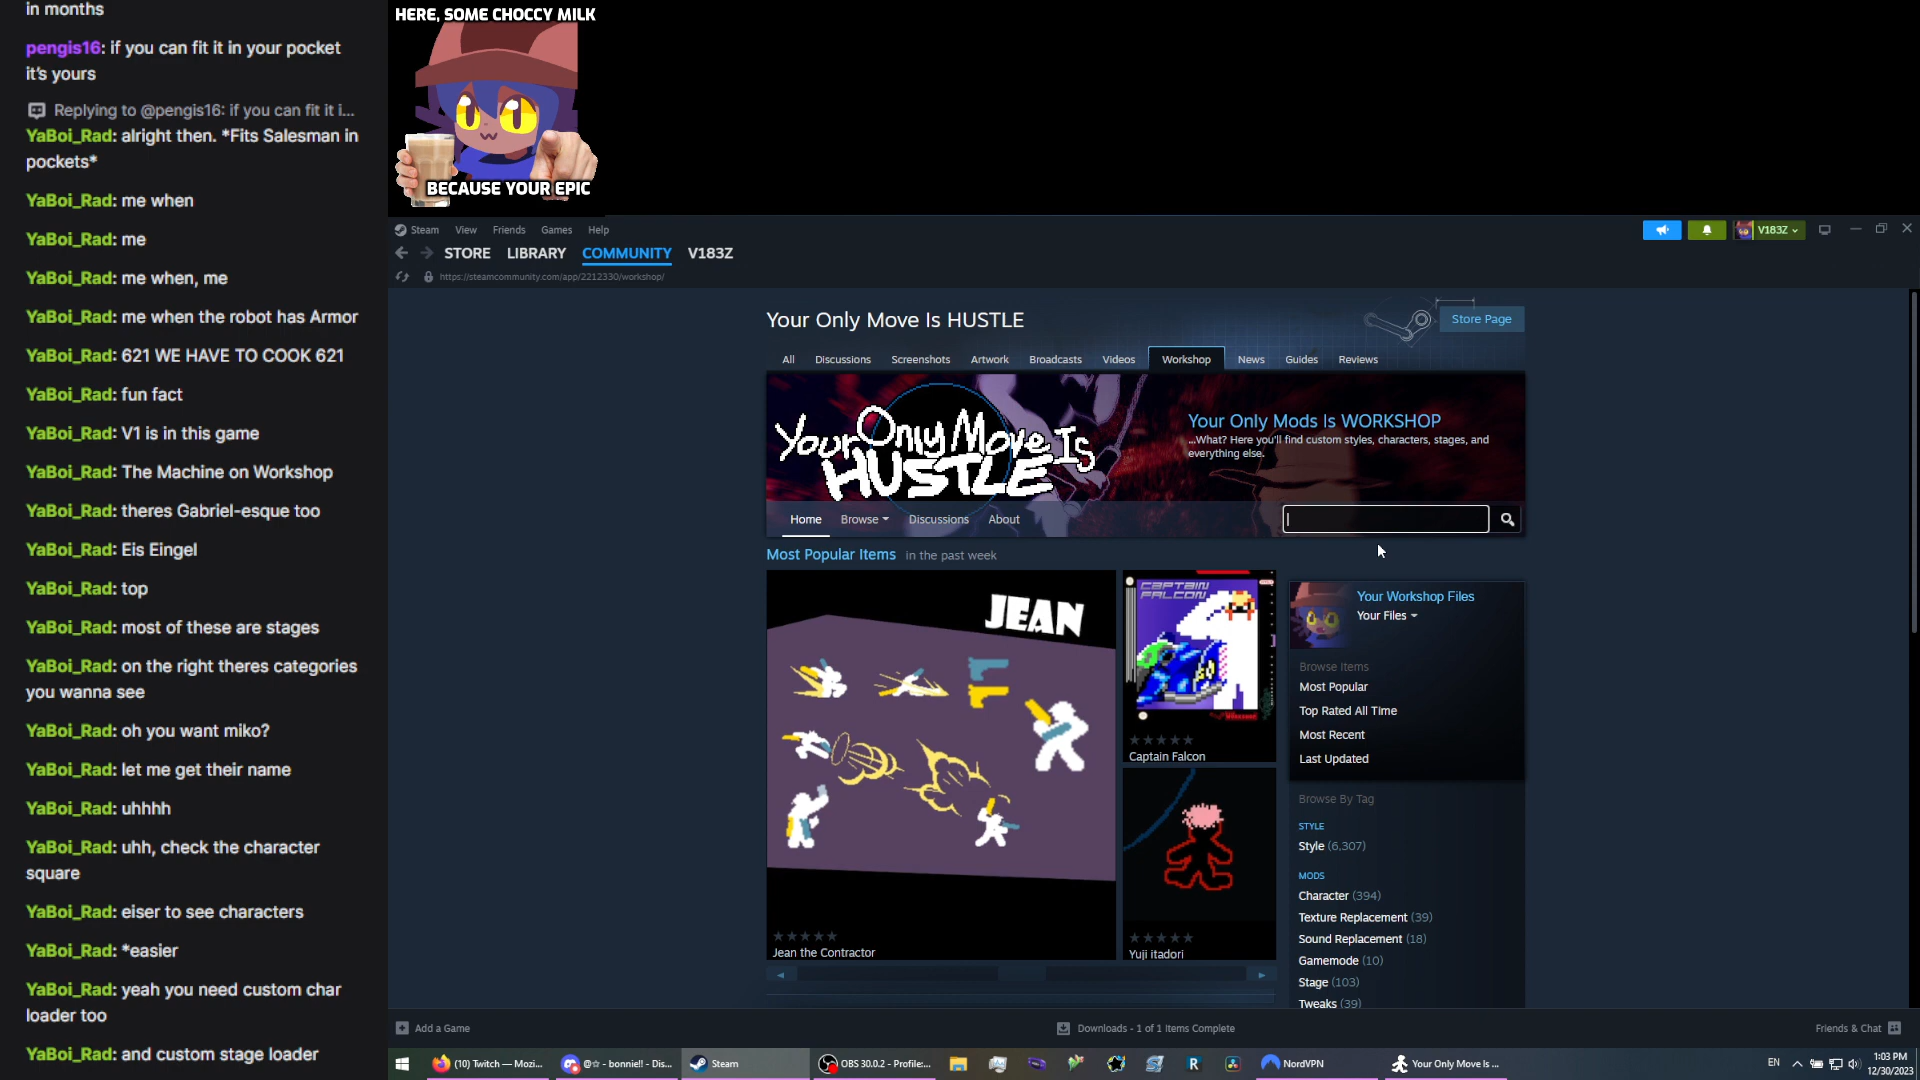 in months
pengis16: if you can fit it in your pocket
it's yours
Replying to @pengis16: if you can fit it i...
YaBoi_Rad: alright then. *Fits Salesman in
pockets*
YaBoi_Rad: me when
YaBoi_Rad: me
YaBoi_Rad: me when, me
YaBoi_Rad: me when the robot has Armor
YaBoi_Rad: 621 WE HAVE TO COOK 621
YaBoi_Rad: fun fact
YaBoi_Rad: V1 is in this game
YaBoi_Rad: The Machine on Workshop
YaBoi_Rad: theres Gabriel-esque too
YaBoi_Rad: Eis Eingel
YaBoi_Rad: top
YaBoi_Rad: most of these are stages
YaBoi_Rad: on the right theres categories
you wanna see
YaBoi_Rad: oh you want miko?
YaBoi_Rad: let me get their name
YaBoi_Rad: uhhhh
YaBoi_Rad: uhh, check the character
square
YaBoi_Rad: eiser to see characters
YaBoi_Rad: *easier
YaBoi_Rad: yeah you need custom char
loader too
YaBoi_Rad: and custom stage loader
HERE, SOME CHOCCY MILK
BECAUSE YOUR EPIC
Steam View Friends Games Help
V183Z
STORE LIBRARY COMMUNITY V183Z
https://steamcommunity.com/app/2212330/workshop/
Your Only Move Is HUSTLE
Store Page
All Discussions Screenshots Artwork Broadcasts Videos Workshop News Guides Reviews
Your Only Move Is
HUSTLE
Your Only Mods Is WORKSHOP
...What? Here you'll find custom styles, characters, stages, and
everything else.
Home Browse Discussions About
Most Popular Items in the past week
JEAN
Jean the Contractor
CAPTAIN
FALCON
Captain Falcon
Yuji itadori
Your Workshop Files
Your Files
Browse Items
Most Popular
Top Rated All Time
Most Recent
Last Updated
Browse By Tag
STYLE
Style (6,307)
MODS
Character (394)
Texture Replacement (39)
Sound Replacement (18)
Gamemode (10)
Stage (103)
Tweaks (39)
Add a Game
Downloads - 1 of 1 Items Complete
Friends & Chat
(10) Twitch — Mozi...
@☆ - bonnie!! - Dis...
Steam
OBS 30.0.2 - Profile:...
NordVPN
Your Only Move Is ...
EN
1:03 PM
12/30/2023